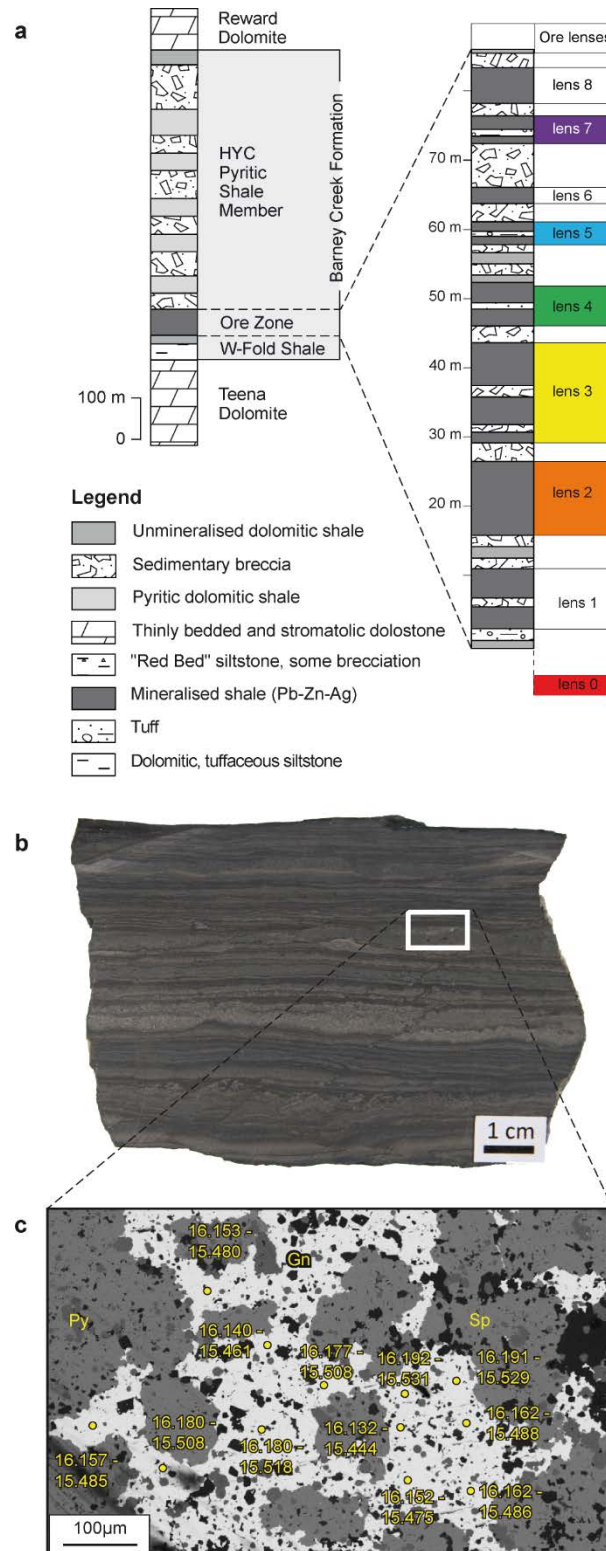 a
Reward
Dolomite
HYC
Pyritic
Shale
Member
Barney Creek Formation
Ore Zone
W-Fold Shale
Teena
Dolomite
100 m
0
Ore lenses
lens 8
lens 7
70 m
lens 6
60 m
lens 5
50 m
lens 4
40 m
lens 3
30 m
lens 2
20 m
lens 1
lens 0
Legend
Unmineralised dolomitic shale
Sedimentary breccia
Pyritic dolomitic shale
Thinly bedded and stromatolic dolostone
"Red Bed" siltstone, some brecciation
Mineralised shale (Pb-Zn-Ag)
Tuff
Dolomitic, tuffaceous siltstone
b
1 cm
c
16.153 -
15.480
Gn
Py
16.140 -
15.461
Sp
16.177 -
15.508
16.192 -
15.531
16.191 -
15.529
16.180 -
15.508
16.180 -
15.518
16.132 -
15.444
16.162 -
15.488
16.157 -
15.485
16.152 -
15.475
16.162 -
15.486
100µm